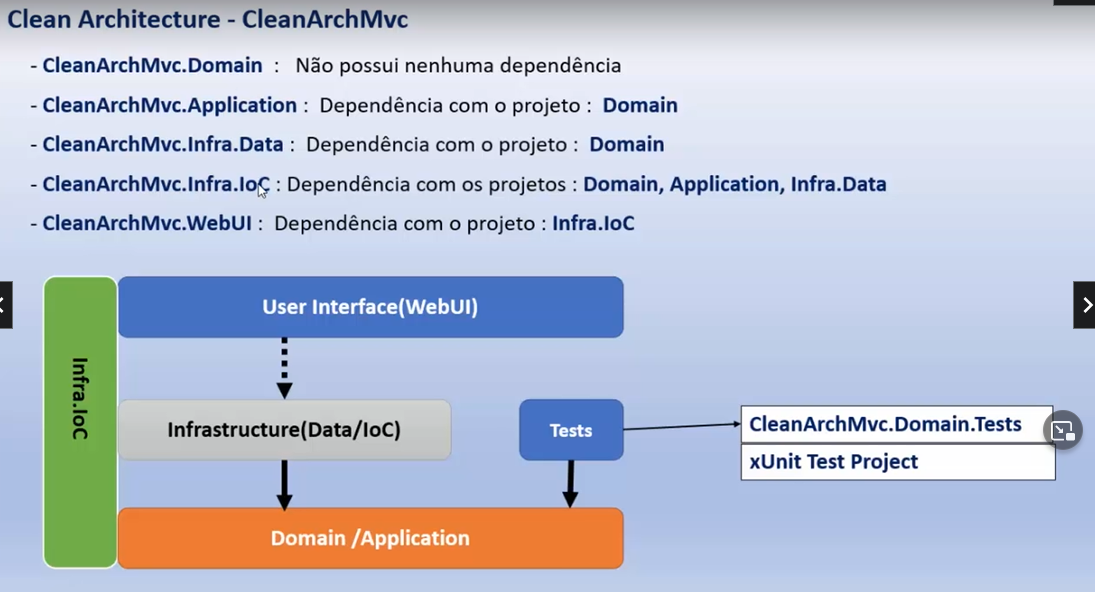 Clean Architecture - CleanArchMvc
- CleanArchMvc.Domain : Não possui nenhuma dependência
- CleanArchMvc.Application : Dependência com o projeto : Domain
- CleanArchMvc.Infra.Data : Dependência com o projeto : Domain
- CleanArchMvc.Infra.IoC : Dependência com os projetos : Domain, Application, Infra.Data
- CleanArchMvc.WebUI : Dependência com o projeto : Infra.IoC
User Interface(WebUI)
Infra.IoC
Infrastructure(Data/IoC)
Tests
CleanArchMvc.Domain.Tests
xUnit Test Project
Domain /Application